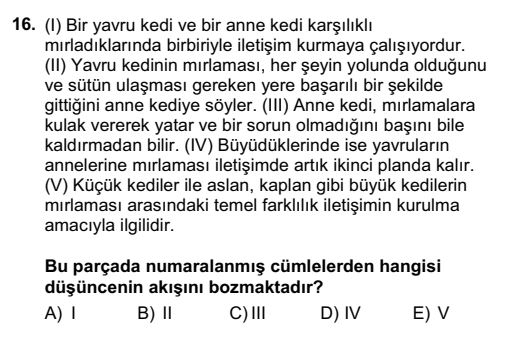 16. (I) Bir yavru kedi ve bir anne kedi karşılıklı
mırladıklarında birbiriyle iletişim kurmaya çalışıyordur.
(II) Yavru kedinin mırlaması, her şeyin yolunda olduğunu
ve sütün ulaşması gereken yere başarılı bir şekilde
gittiğini anne kediye söyler. (III) Anne kedi, mırlamalara
kulak vererek yatar ve bir sorun olmadığını başını bile
kaldırmadan bilir. (IV) Büyüdüklerinde ise yavruların
annelerine mırlaması iletişimde artık ikinci planda kalır.
(V) Küçük kediler ile aslan, kaplan gibi büyük kedilerin
mırlaması arasındaki temel farklılık iletişimin kurulma
amacıyla ilgilidir.
Bu parçada numaralanmış cümlelerden hangisi
düşüncenin akışını bozmaktadır?
A) I B) II C) III D) IV E) V